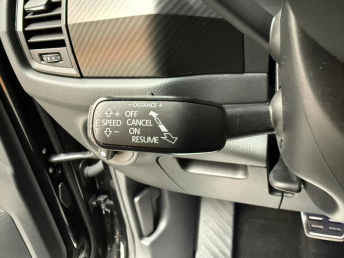 − DISTANCE +
+ OFF
SPEED CANCEL
− ON
RESUME